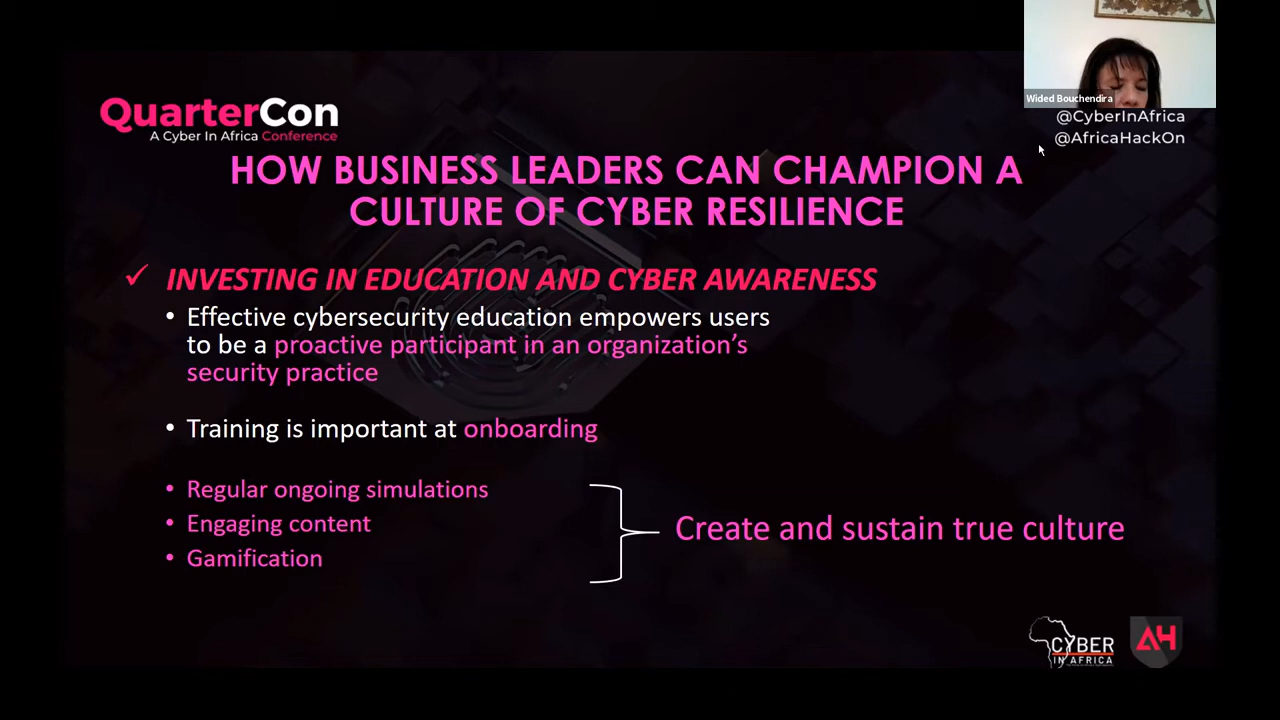 QuarterCon
A Cyber In Africa Conference
Wided Bouchendira
@CyberInAfrica
@AfricaHackOn
HOW BUSINESS LEADERS CAN CHAMPION A
CULTURE OF CYBER RESILIENCE
✓ INVESTING IN EDUCATION AND CYBER AWARENESS
• Effective cybersecurity education empowers users
to be a proactive participant in an organization's
security practice
• Training is important at onboarding
• Regular ongoing simulations
• Engaging content
• Gamification
Create and sustain true culture
CYBER
IN AFRICA
AH